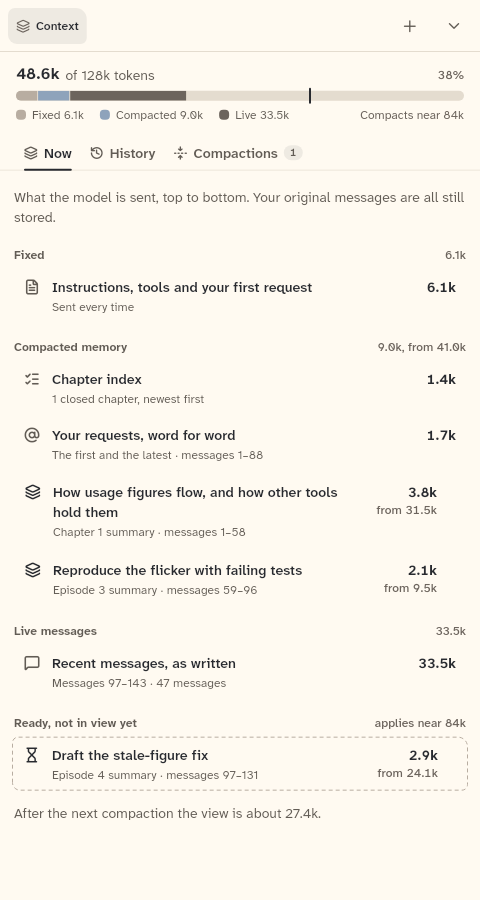 Context
48.6k of 128k tokens
38%
Fixed 6.1k
Compacted 9.0k
Live 33.5k
Compacts near 84k
Now
History
Compactions 1
What the model is sent, top to bottom. Your original messages are all still
stored.
Fixed
6.1k
Instructions, tools and your first request
6.1k
Sent every time
Compacted memory
9.0k, from 41.0k
Chapter index
1.4k
1 closed chapter, newest first
Your requests, word for word
1.7k
The first and the latest · messages 1–88
How usage figures flow, and how other tools
hold them
3.8k
from 31.5k
Chapter 1 summary · messages 1–58
Reproduce the flicker with failing tests
2.1k
Episode 3 summary · messages 59–96
from 9.5k
Live messages
33.5k
Recent messages, as written
33.5k
Messages 97–143 · 47 messages
Ready, not in view yet
applies near 84k
Draft the stale-figure fix
2.9k
Episode 4 summary · messages 97–131
from 24.1k
After the next compaction the view is about 27.4k.